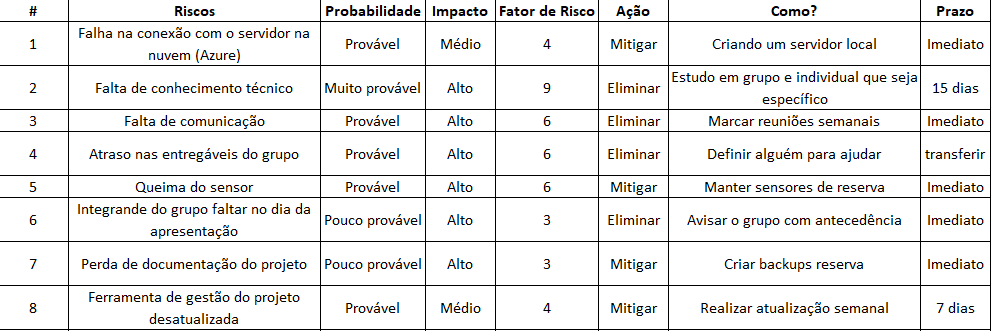 # Riscos Probabilidade Impacto Fator de Risco Ação Como? Prazo
1 Falha na conexão com o servidor na nuvem (Azure) Provável Médio 4 Mitigar Criando um servidor local Imediato
2 Falta de conhecimento técnico Muito provável Alto 9 Eliminar Estudo em grupo e individual que seja específico 15 dias
3 Falta de comunicação Provável Alto 6 Eliminar Marcar reuniões semanais Imediato
4 Atraso nas entregáveis do grupo Provável Alto 6 Eliminar Definir alguém para ajudar transferir
5 Queima do sensor Provável Alto 6 Mitigar Manter sensores de reserva Imediato
6 Integrande do grupo faltar no dia da apresentação Pouco provável Alto 3 Eliminar Avisar o grupo com antecedência Imediato
7 Perda de documentação do projeto Pouco provável Alto 3 Mitigar Criar backups reserva Imediato
8 Ferramenta de gestão do projeto desatualizada Provável Médio 4 Mitigar Realizar atualização semanal 7 dias